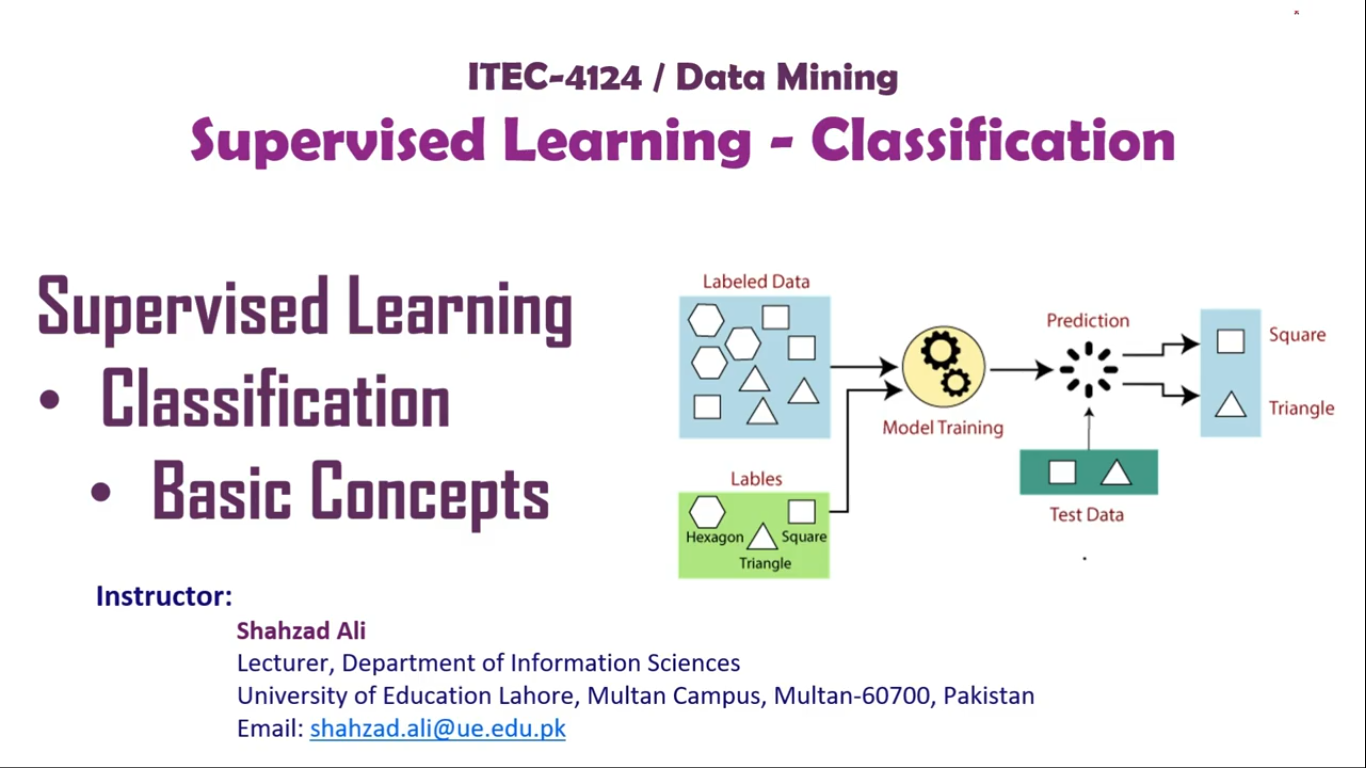 ITEC-4124 / Data Mining
Supervised Learning - Classification
Supervised Learning
• Classification
• Basic Concepts
Labeled Data
Lables
Hexagon
Square
Triangle
Model Training
Prediction
Test Data
Square
Triangle
Instructor:
Shahzad Ali
Lecturer, Department of Information Sciences
University of Education Lahore, Multan Campus, Multan-60700, Pakistan
Email: shahzad.ali@ue.edu.pk